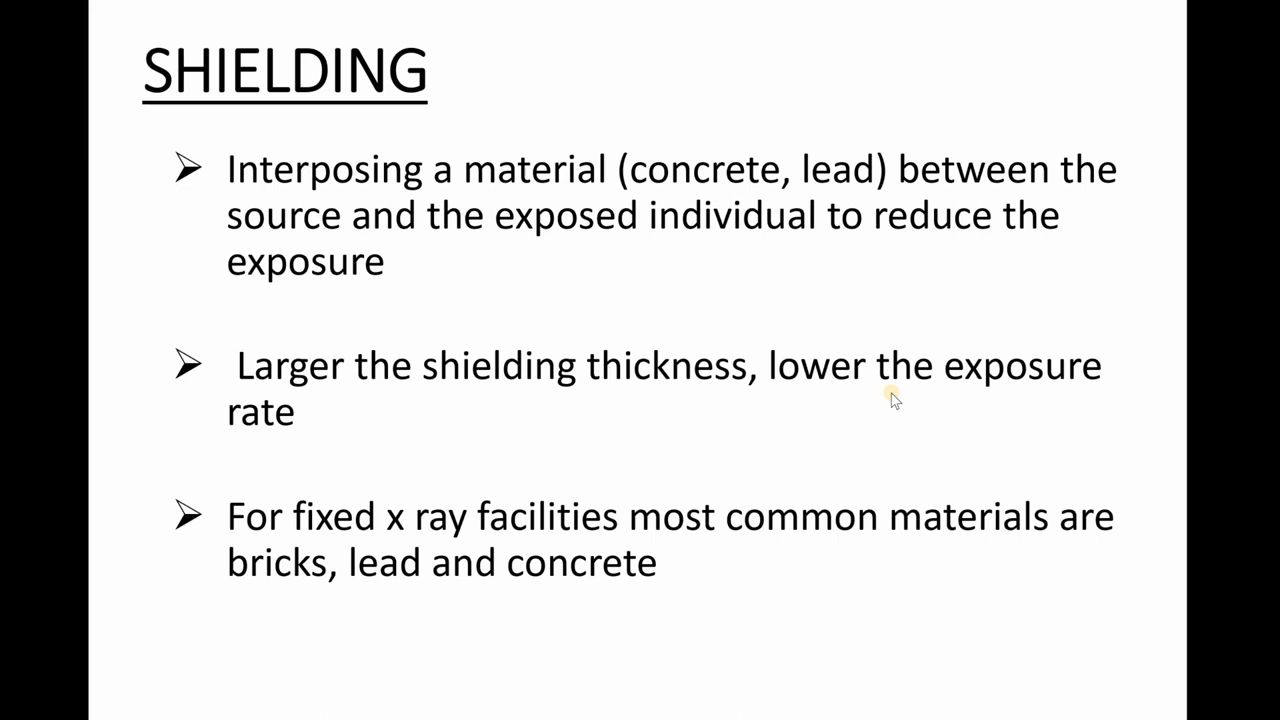 SHIELDING
➢ Interposing a material (concrete, lead) between the
source and the exposed individual to reduce the
exposure
➢ Larger the shielding thickness, lower the exposure
rate
➢ For fixed x ray facilities most common materials are
bricks, lead and concrete